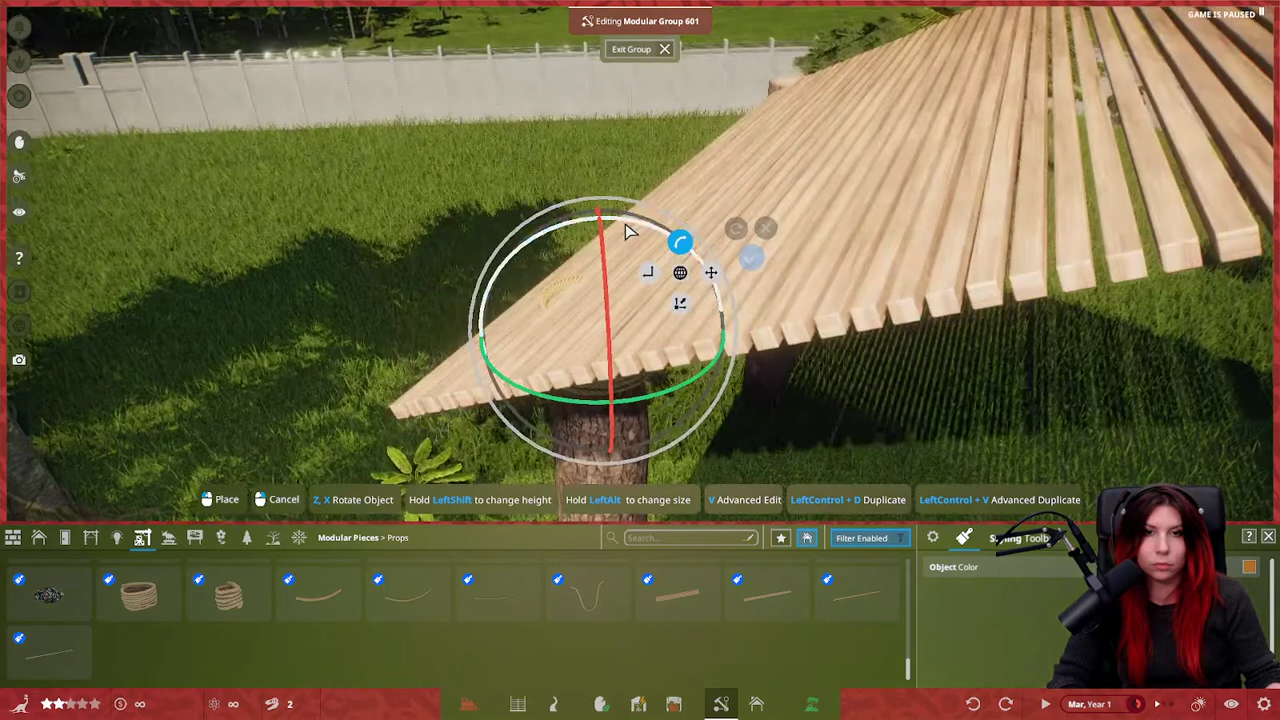 Editing Modular Group 601
GAME IS PAUSED
Exit Group
Place
Cancel
Z, X Rotate Object
Hold LeftShift to change height
Hold LeftAlt to change size
V Advanced Edit
LeftControl + D Duplicate
LeftControl + V Advanced Duplicate
Modular Pieces > Props
Search...
Filter Enabled
Styling Toolb
?
Object Color
2
Mar, Year 1